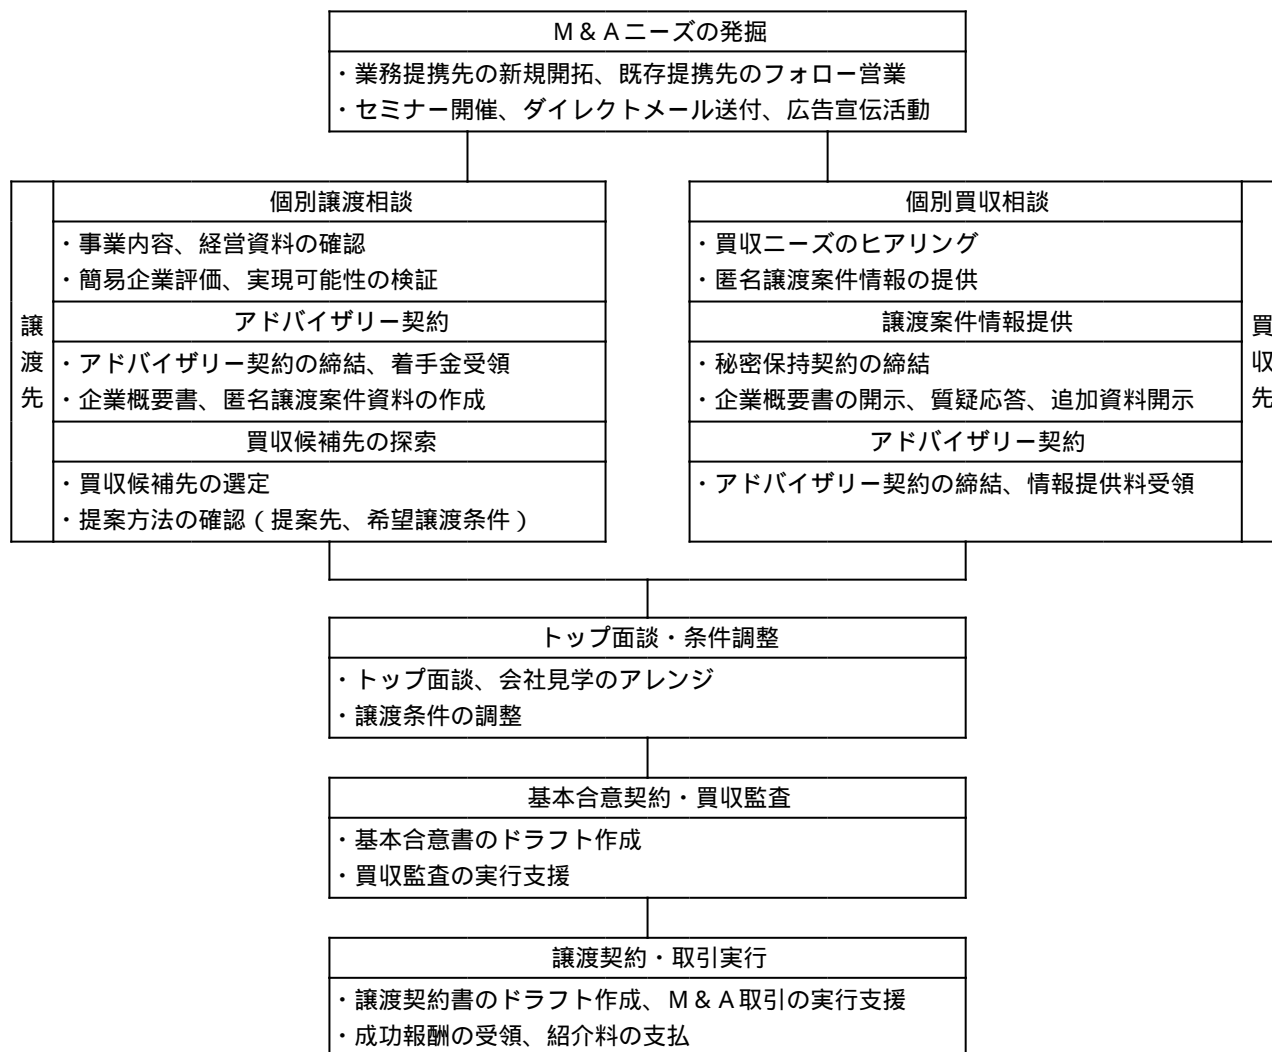 M&Aニーズの発掘
・業務提携先の新規開拓、既存提携先のフォロー営業
・セミナー開催、ダイレクトメール送付、広告宣伝活動
譲渡先
個別譲渡相談
・事業内容、経営資料の確認
・簡易企業評価、実現可能性の検証
アドバイザリー契約
・アドバイザリー契約の締結、着手金受領
・企業概要書、匿名譲渡案件資料の作成
買収候補先の探索
・買収候補先の選定
・提案方法の確認(提案先、希望譲渡条件)
個別買収相談
・買収ニーズのヒアリング
・匿名譲渡案件情報の提供
譲渡案件情報提供
・秘密保持契約の締結
・企業概要書の開示、質疑応答、追加資料開示
アドバイザリー契約
・アドバイザリー契約の締結、情報提供料受領
買収先
トップ面談・条件調整
・トップ面談、会社見学のアレンジ
・譲渡条件の調整
基本合意契約・買収監査
・基本合意書のドラフト作成
・買収監査の実行支援
譲渡契約・取引実行
・譲渡契約書のドラフト作成、M&A取引の実行支援
・成功報酬の受領、紹介料の支払